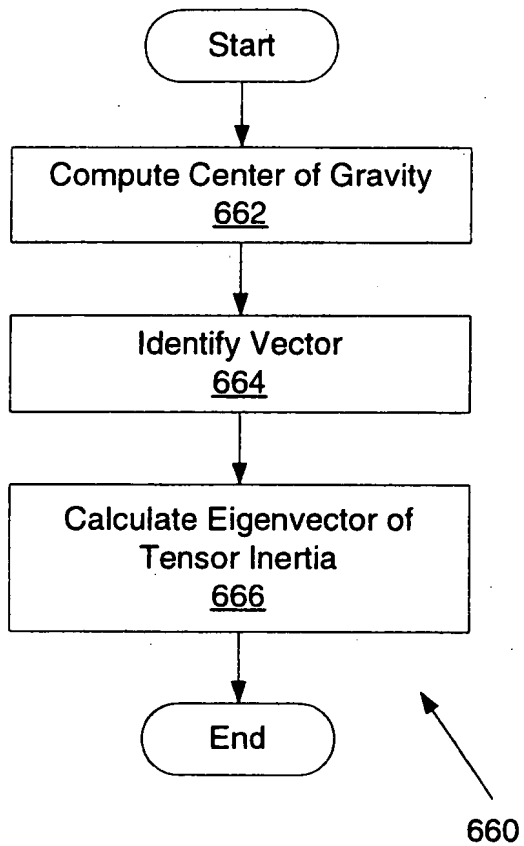 Start
Compute Center of Gravity
662
Identify Vector
664
Calculate Eigenvector of
Tensor Inertia
666
End
660